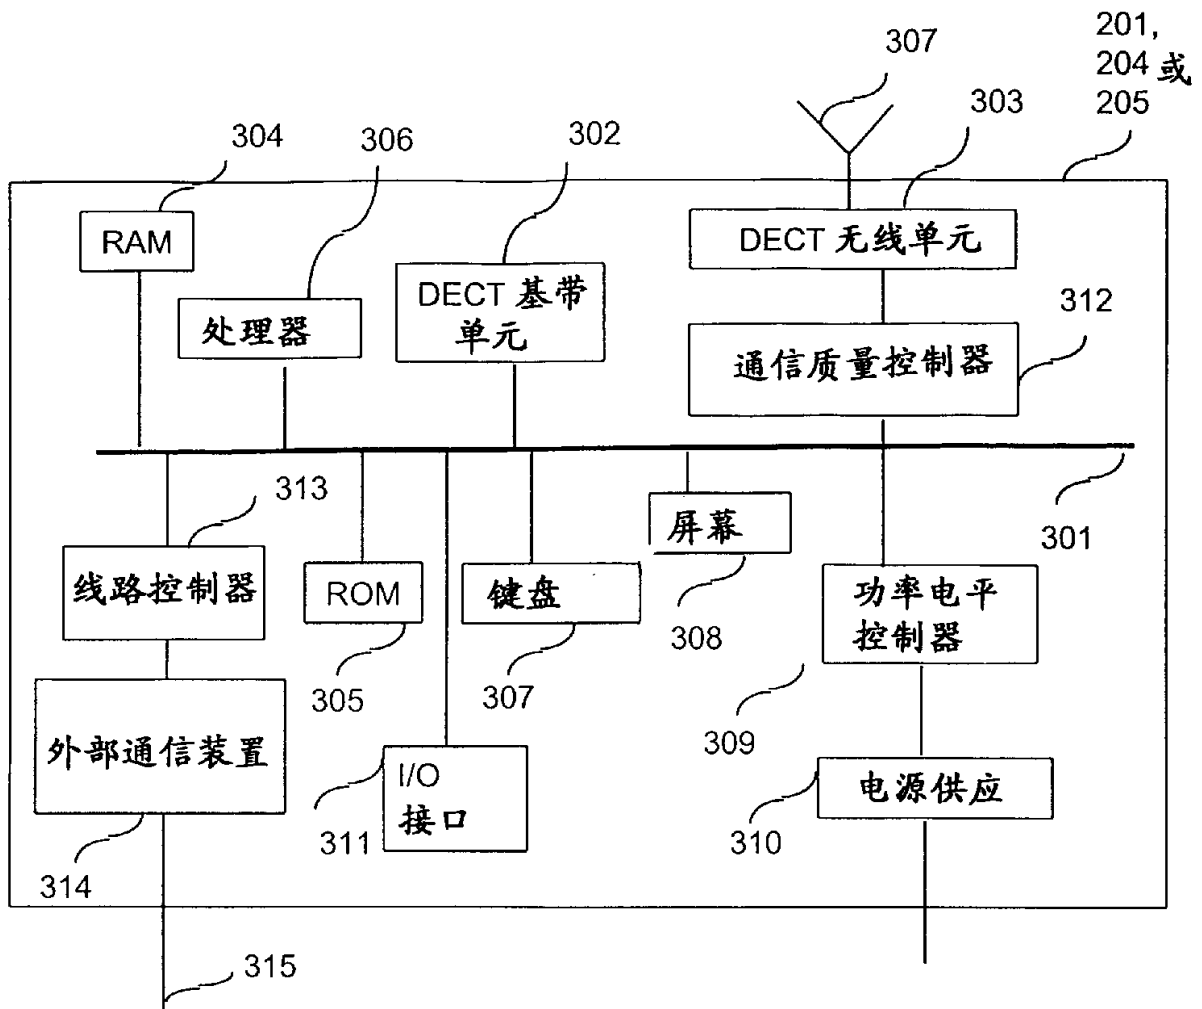 201,
204 或
205
307
303
302
306
304
RAM
DECT 无线单元
DECT 基带
单元
处理器
312
通信质量控制器
313
301
屏幕
线路控制器
ROM
键盘
功率电平
控制器
308
305
307
309
外部通信装置
I/O
接口
电源供应
311
310
314
315